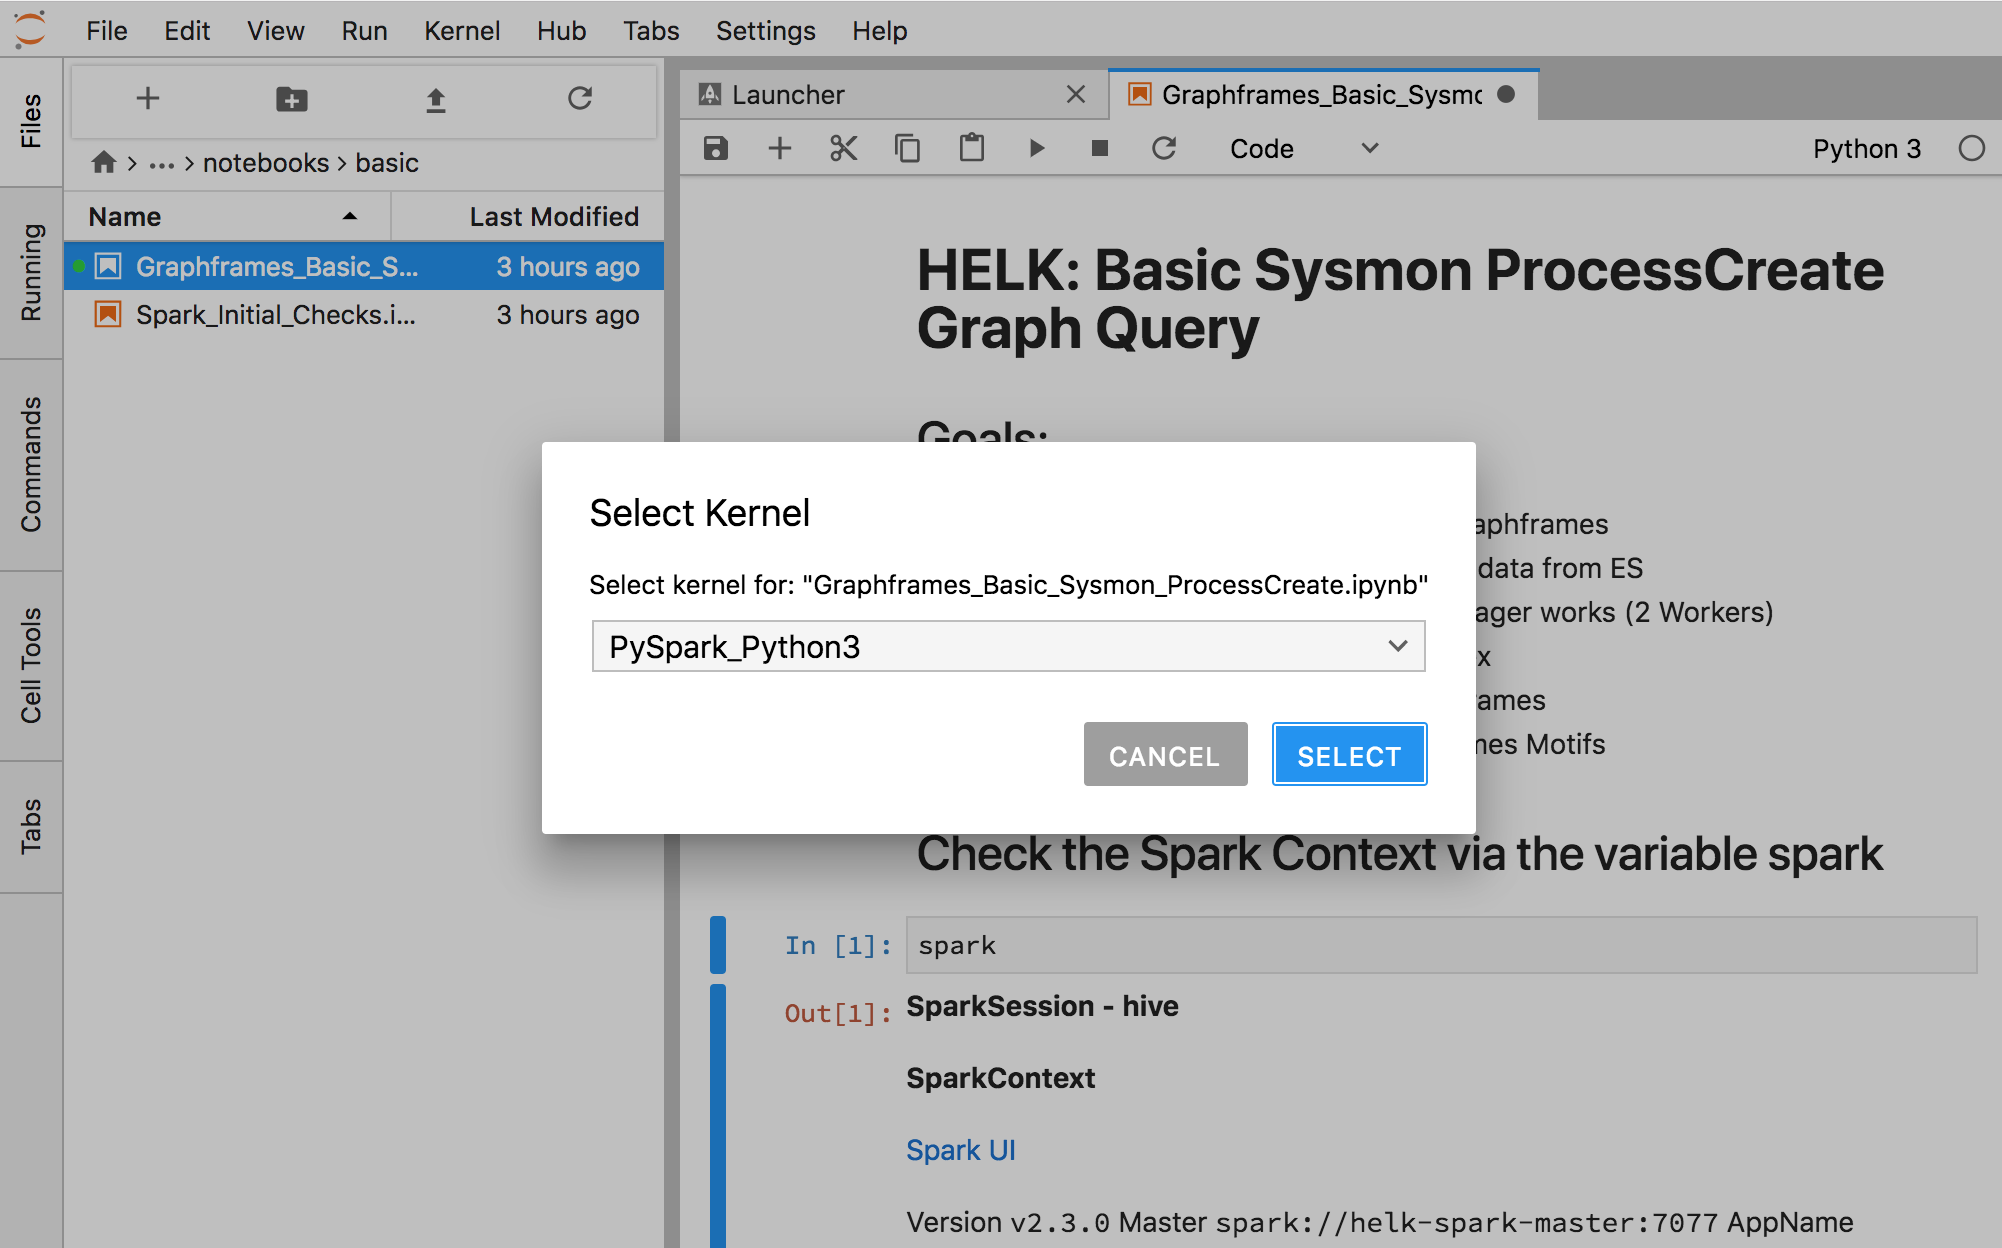 File Edit View Run Kernel Hub Tabs Settings Help
Files
Running
Commands
Cell Tools
Tabs
... > notebooks > basic
Name Last Modified
Graphframes_Basic_S... 3 hours ago
Spark_Initial_Checks.i... 3 hours ago
Launcher
Graphframes_Basic_Sysmo
Code
Python 3
HELK: Basic Sysmon ProcessCreate
Graph Query
Goals:
aphframes
data from ES
ager works (2 Workers)
x
ames
nes Motifs
Select Kernel
Select kernel for: "Graphframes_Basic_Sysmon_ProcessCreate.ipynb"
PySpark_Python3
CANCEL
SELECT
Check the Spark Context via the variable spark
In [1]: spark
Out[1]: SparkSession - hive
SparkContext
Spark UI
Version v2.3.0 Master spark://helk-spark-master:7077 AppName